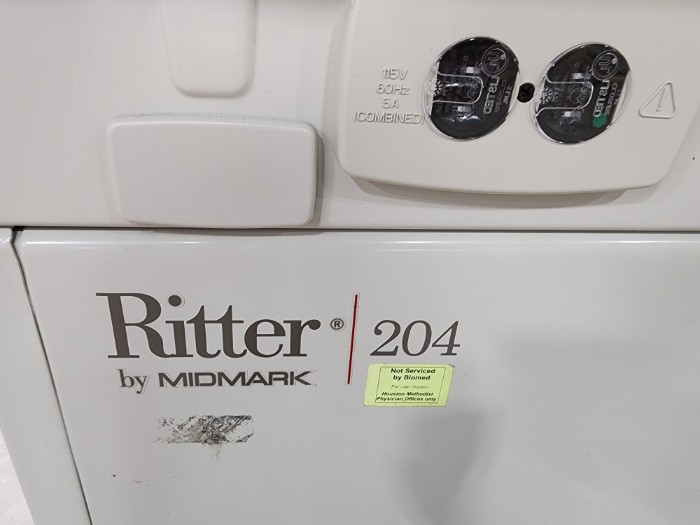 115V
60HZ
5A
(COMBINED)
Ritter® 204
by MIDMARK
Not Serviced
by Biomed
Houston Methodist
Physician Offices only